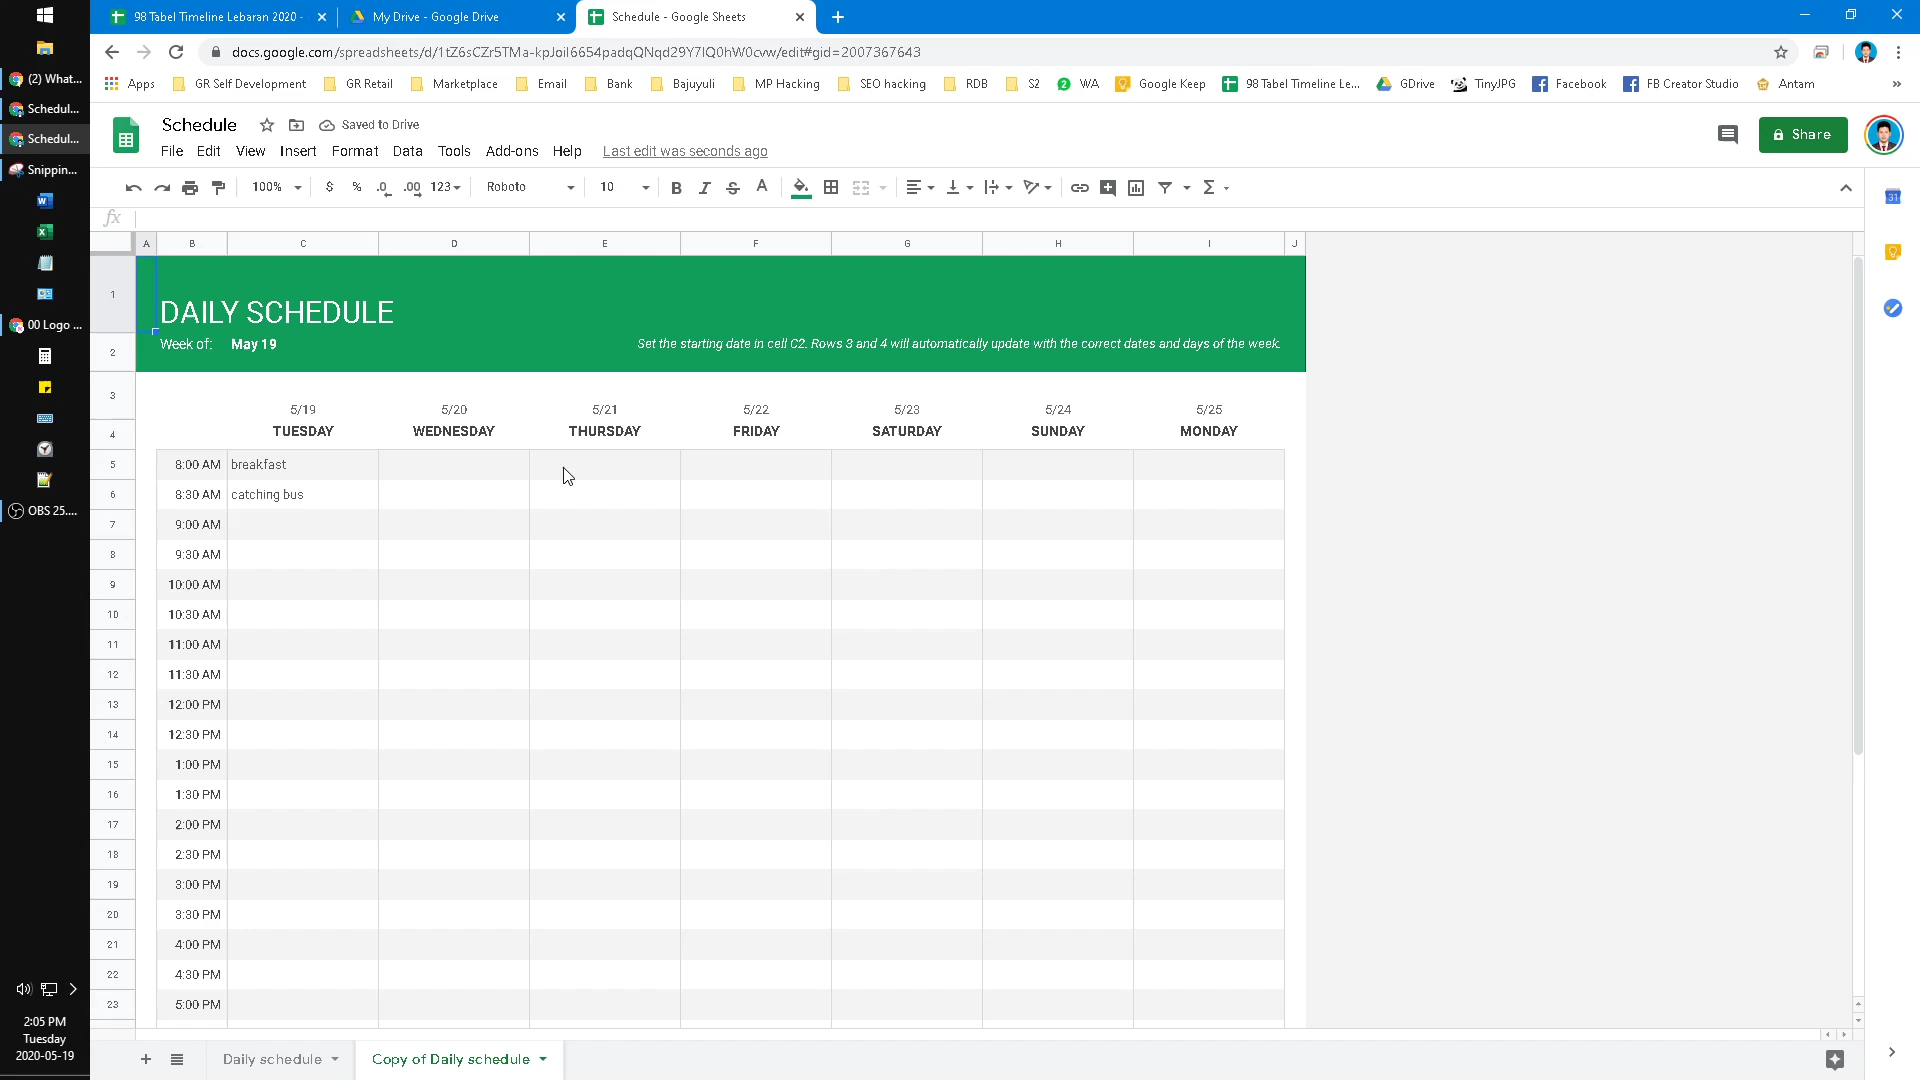 98 Tabel Timeline Lebaran 2020 -
My Drive - Google Drive
Schedule - Google Sheets
docs.google.com/spreadsheets/d/1tZ6sCZr5TMa-kpJoil6654padqQNqd29Y7IQ0hW0cvw/edit#gid=2007367643
Apps
GR Self Development
GR Retail
Marketplace
Email
Bank
Bajuyuli
MP Hacking
SEO hacking
RDB
S2
2
WA
Google Keep
98 Tabel Timeline Le...
GDrive
TinyJPG
Facebook
FB Creator Studio
Antam
»
(2) What...
Schedul...
Schedul...
Snippin...
00 Logo ...
OBS 25....
2:05 PM
Tuesday
2020-05-19
Schedule
Saved to Drive
File Edit View Insert Format Data Tools Add-ons Help Last edit was seconds ago
Share
100% $ % .0 .00 123 Roboto 10 B I S A Σ
31
fx
A B C D E F G H I J
1 DAILY SCHEDULE
2 Week of: May 19 Set the starting date in cell C2. Rows 3 and 4 will automatically update with the correct dates and days of the week.
3 5/19 5/20 5/21 5/22 5/23 5/24 5/25
4 TUESDAY WEDNESDAY THURSDAY FRIDAY SATURDAY SUNDAY MONDAY
5 8:00 AM breakfast
6 8:30 AM catching bus
7 9:00 AM
8 9:30 AM
9 10:00 AM
10 10:30 AM
11 11:00 AM
12 11:30 AM
13 12:00 PM
14 12:30 PM
15 1:00 PM
16 1:30 PM
17 2:00 PM
18 2:30 PM
19 3:00 PM
20 3:30 PM
21 4:00 PM
22 4:30 PM
23 5:00 PM
+ Daily schedule Copy of Daily schedule